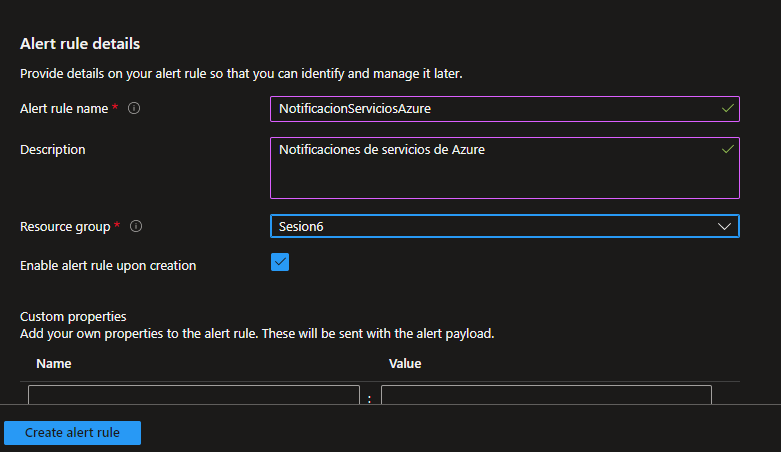 Alert rule details
Provide details on your alert rule so that you can identify and manage it later.
Alert rule name *
NotificacionServiciosAzure
Description
Notificaciones de servicios de Azure
Resource group *
Sesion6
Enable alert rule upon creation
Custom properties
Add your own properties to the alert rule. These will be sent with the alert payload.
Name Value
:
Create alert rule